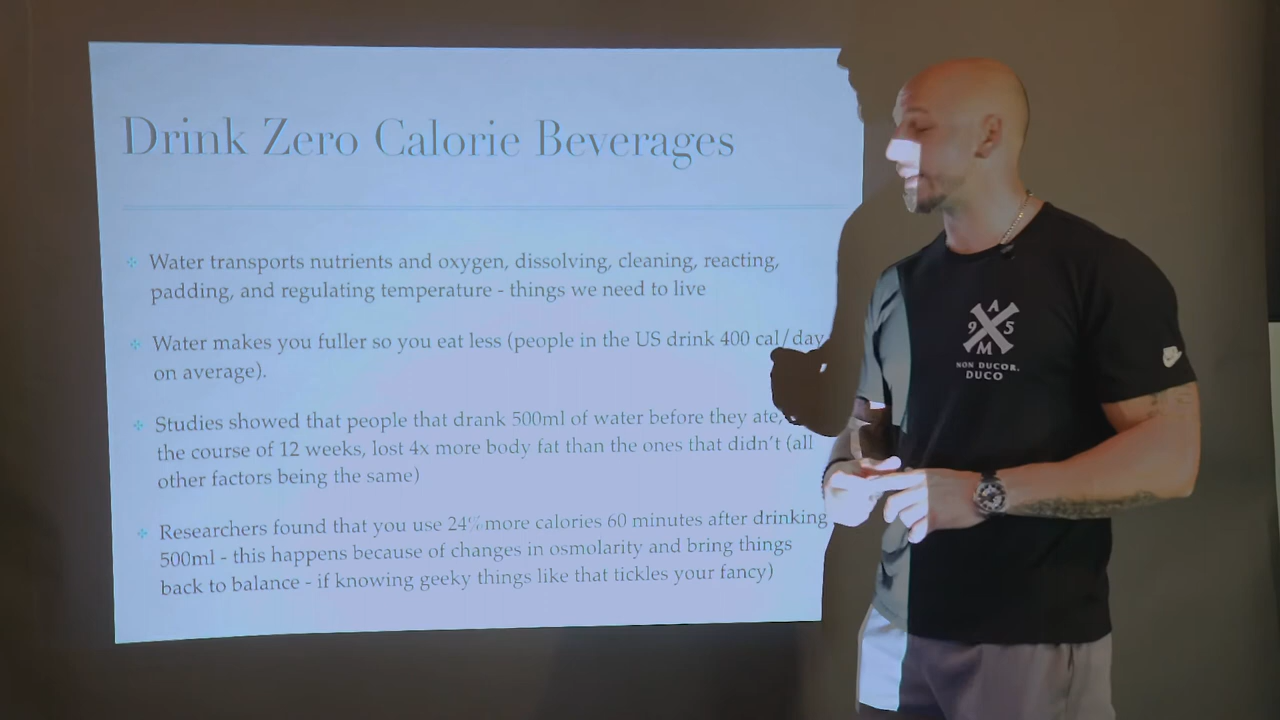 Drink Zero Calorie Beverages
Water transports nutrients and oxygen, dissolving, cleaning, reacting,
padding, and regulating temperature - things we need to live
Water makes you fuller so you eat less (people in the US drink 400 cal/day
on average).
Studies showed that people that drank 500ml of water before they ate,
the course of 12 weeks, lost 4x more body fat than the ones that didn't (all
other factors being the same)
Researchers found that you use 24% more calories 60 minutes after drinking
500ml - this happens because of changes in osmolarity and bring things
back to balance - if knowing geeky things like that tickles your fancy)
A
9 5
M
NON DUCOR,
DUCO